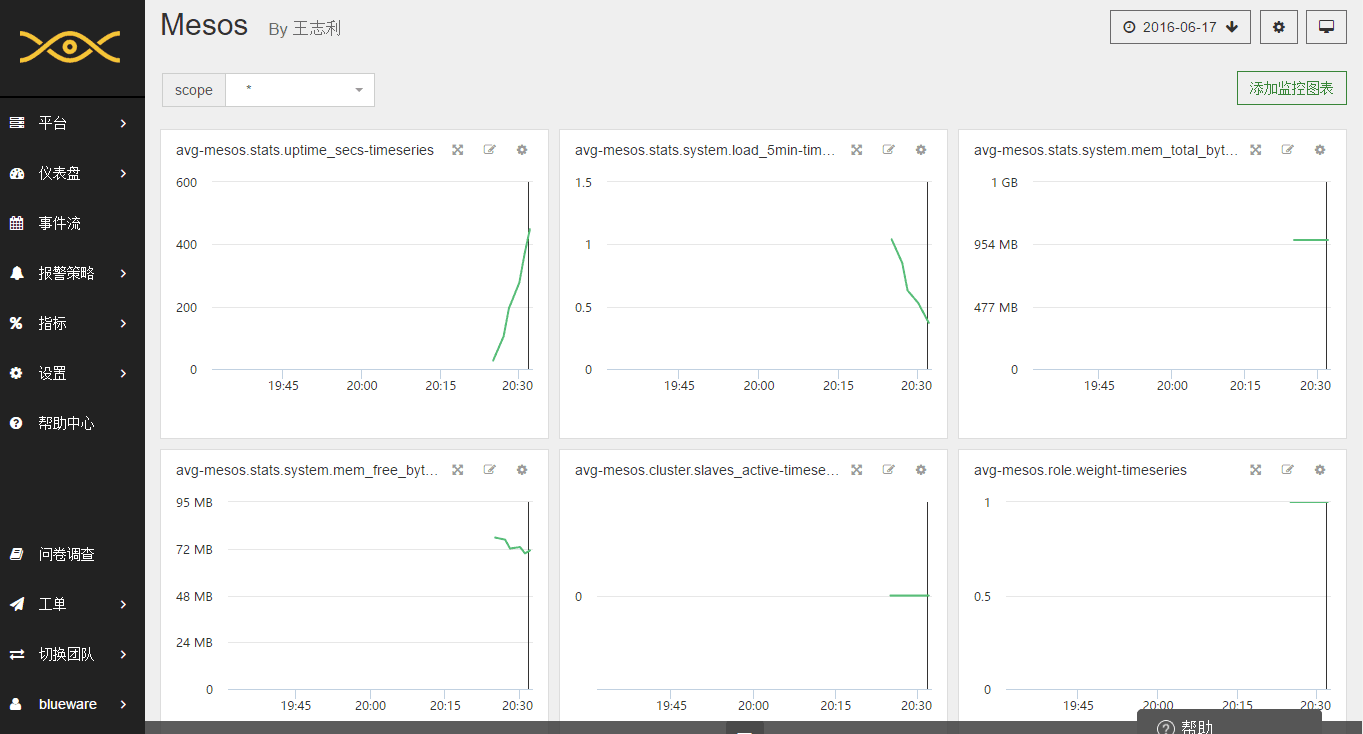 Mesos By 王志利
2016-06-17
scope *
添加监控图表
平台
仪表盘
事件流
报警策略
指标
设置
帮助中心
问卷调查
工单
切换团队
blueware
avg-mesos.stats.uptime_secs-timeseries
600
400
200
0
19:45 20:00 20:15 20:30
avg-mesos.stats.system.load_5min-tim...
1.5
1
0.5
0
19:45 20:00 20:15 20:30
avg-mesos.stats.system.mem_total_byt...
1 GB
954 MB
477 MB
0
19:45 20:00 20:15 20:30
avg-mesos.stats.system.mem_free_byt...
95 MB
72 MB
48 MB
24 MB
0
19:45 20:00 20:15 20:30
avg-mesos.cluster.slaves_active-timese...
0
19:45 20:00 20:15 20:30
avg-mesos.role.weight-timeseries
1
0.5
0
19:45 20:00 20:15 20:30
帮助